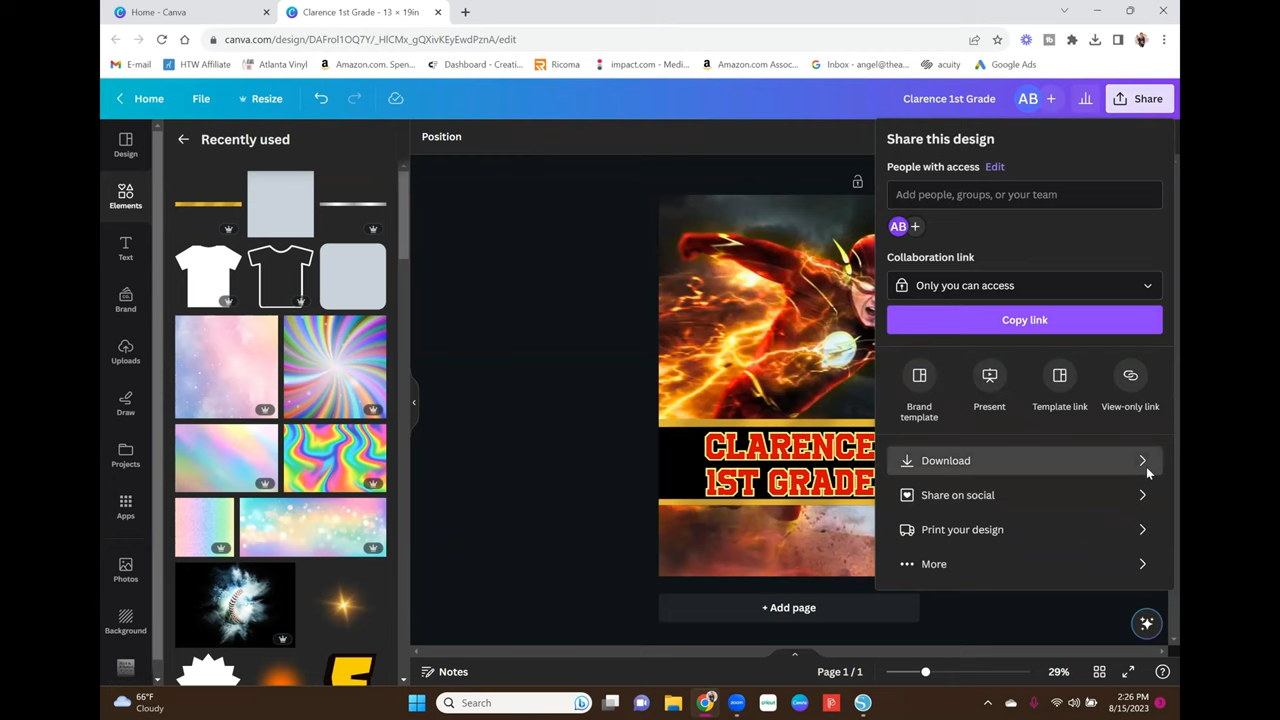 Home - Canva
Clarence 1st Grade - 13 × 19in
canva.com/design/DAFrol1OQ7Y/_HlCMx_gQXivKEyEwdPznA/edit
E-mail
HTW Affiliate
Atlanta Vinyl
Amazon.com. Spen...
Dashboard - Creati...
Ricoma
impact.com - Medi...
Amazon.com Assoc...
Inbox - angel@thea...
acuity
Google Ads
Home
File
Resize
Clarence 1st Grade
AB
Share
Design
Elements
Text
Brand
Uploads
Draw
Projects
Apps
Photos
Background
Recently used
Position
CLARENCE
1ST GRADE
+ Add page
Share this design
People with access Edit
Add people, groups, or your team
AB
Collaboration link
Only you can access
Copy link
Brand
template
Present
Template link
View-only link
Download
Share on social
Print your design
More
Notes
Page 1 / 1
29%
66°F
Cloudy
Search
zoom
cricut
Canva
2:26 PM
8/15/2023
3